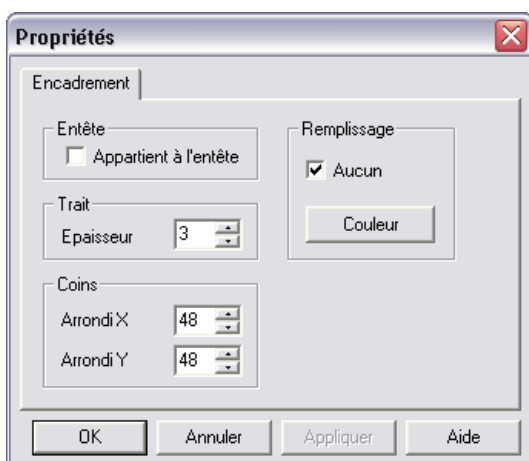 Propriétés
Encadrement
Entête
Appartient à l'entête
Trait
Epaisseur 3
Coins
Arrondi X 48
Arrondi Y 48
Remplissage
Aucun
Couleur
OK Annuler Appliquer Aide